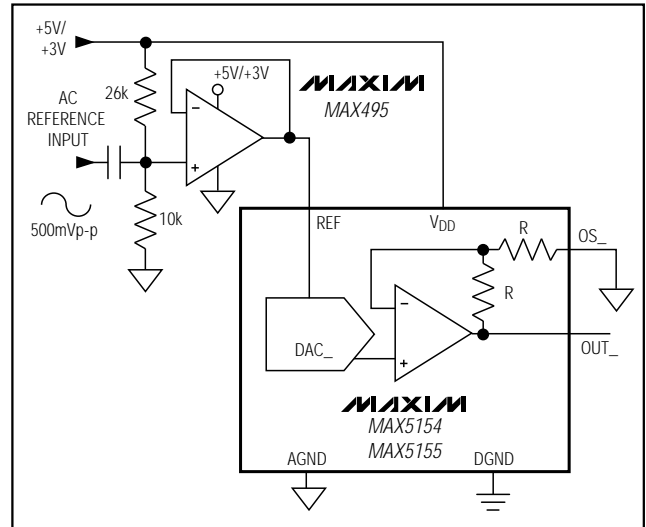 +5V/
+3V
26k
+5V/+3V
MAXIM
MAX495
AC
REFERENCE
INPUT
−
+
10k
500mVp-p
REF
VDD
R
OS_
R
−
DAC_
+
OUT_
MAXIM
MAX5154
MAX5155
AGND
DGND